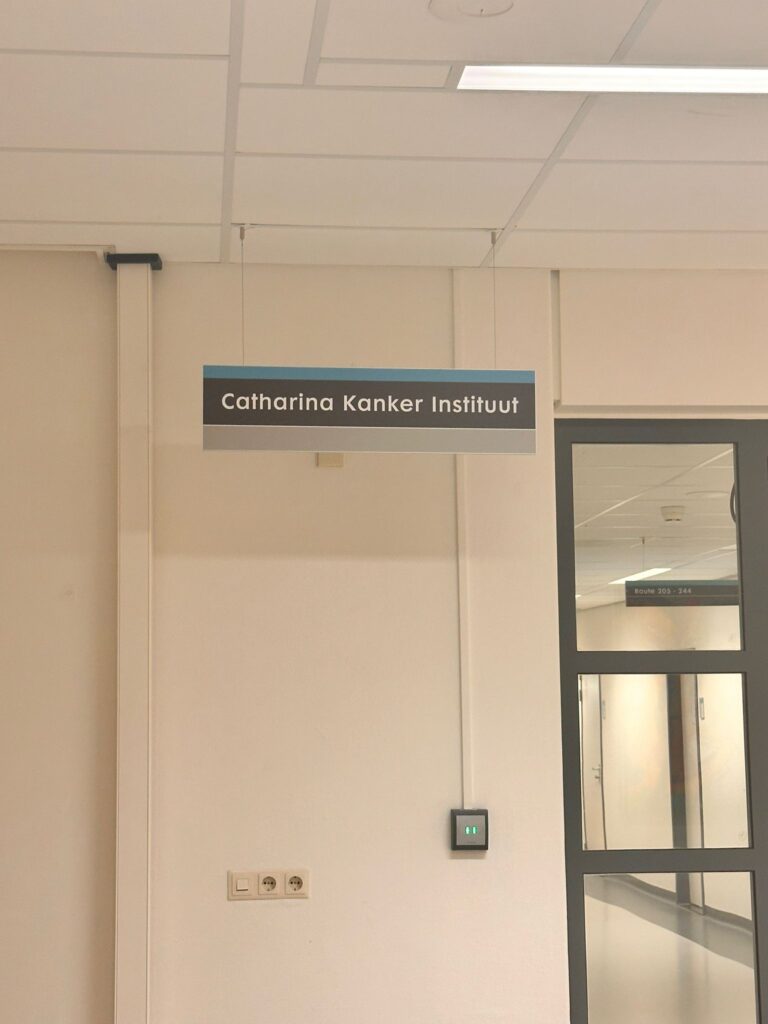 Catharina Kanker Instituut
Route 205 - 244